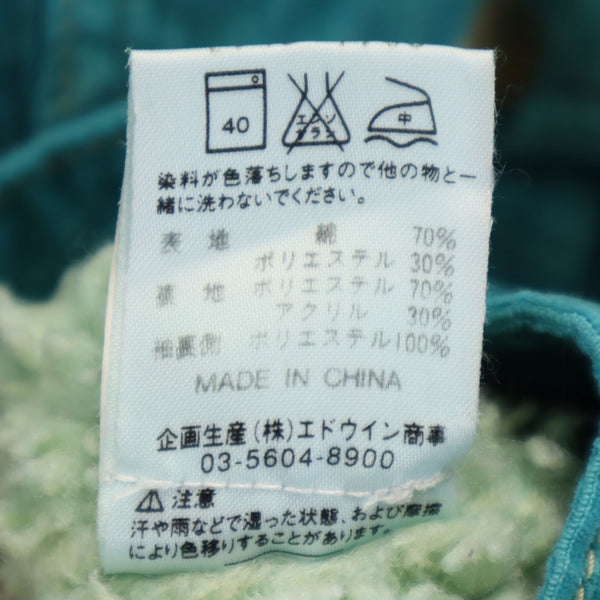 40
エンソ
サラシ
中
染料が色落ちしますので他の物と一
緒に洗わないでください。
表 地 綿 70%
ポリエステル 30%
裏 地 ポリエステル 70%
アクリル 30%
袖裏側 ポリエステル 100%
MADE IN CHINA
企画生産(株)エドウイン商事
03-5604-8900
⚠ 注意
汗や雨などで湿った状態、および摩擦
により色移りすることがあります。